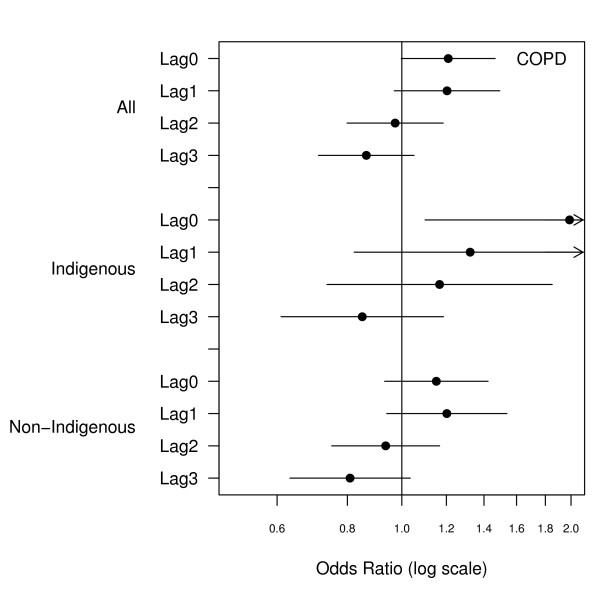 COPD
All
Lag0
Lag1
Lag2
Lag3
Indigenous
Lag0
Lag1
Lag2
Lag3
Non−Indigenous
Lag0
Lag1
Lag2
Lag3
0.6 0.8 1.0 1.2 1.4 1.6 1.8 2.0
Odds Ratio (log scale)